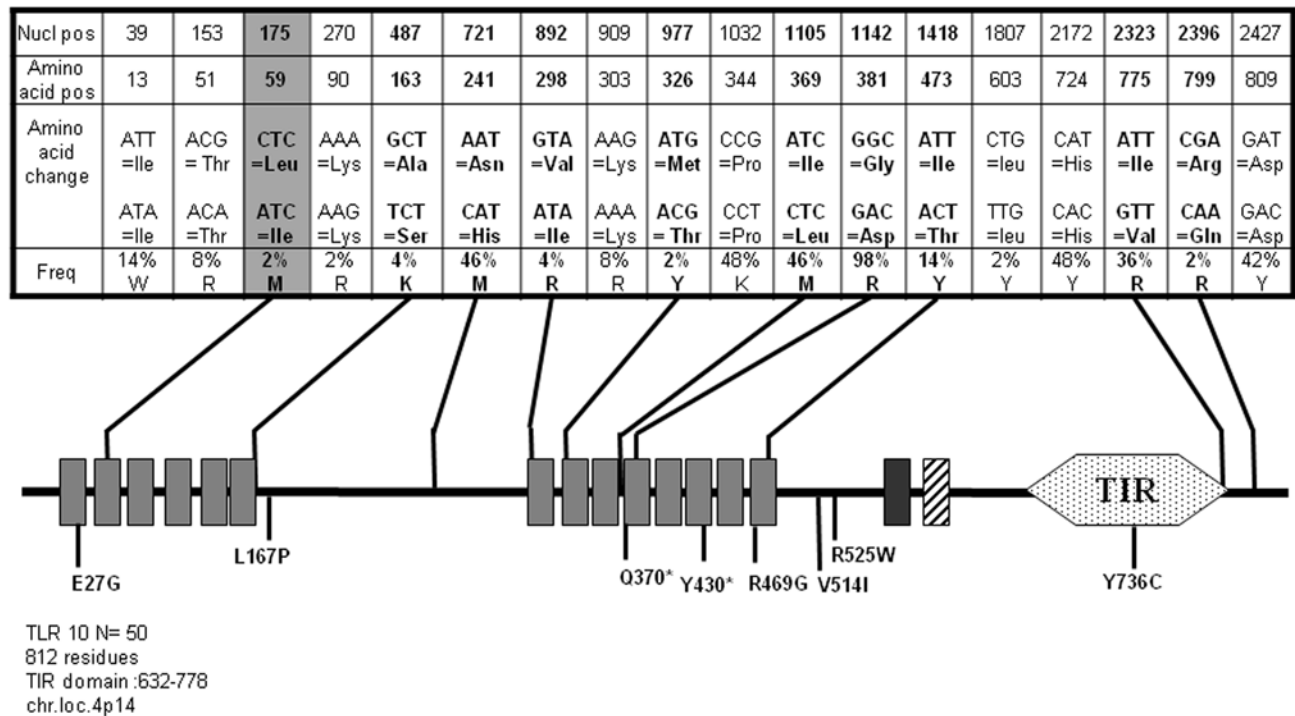 Nucl pos 39 153 175 270 487 721 892 909 977 1032 1105 1142 1418 1807 2172 2323 2396 2427
Amino acid pos 13 51 59 90 163 241 298 303 326 344 369 381 473 603 724 775 799 809
Amino acid change
ATT ACG CTC AAA GCT AAT GTA AAG ATG CCG ATC GGC ATT CTG CAT ATT CGA GAT
=Ile = Thr =Leu =Lys =Ala =Asn =Val =Lys =Met =Pro =Ile =Gly =Ile =leu =His =Ile =Arg =Asp
ATA ACA ATC AAG TCT CAT ATA AAA ACG CCT CTC GAC ACT TTG CAC GTT CAA GAC
=Ile =Thr =Ile =Lys =Ser =His =Ile =Lys = Thr =Pro =Leu =Asp =Thr =leu =His =Val =Gln =Asp
Freq 14% 8% 2% 2% 4% 46% 4% 8% 2% 48% 46% 98% 14% 2% 48% 36% 2% 42%
W R M R K M R R Y K M R Y Y Y R R Y
TIR
E27G
L167P
Q370*
Y430*
R469G
V514I
R525W
Y736C
TLR 10 N= 50
812 residues
TIR domain :632-778
chr.loc.4p14